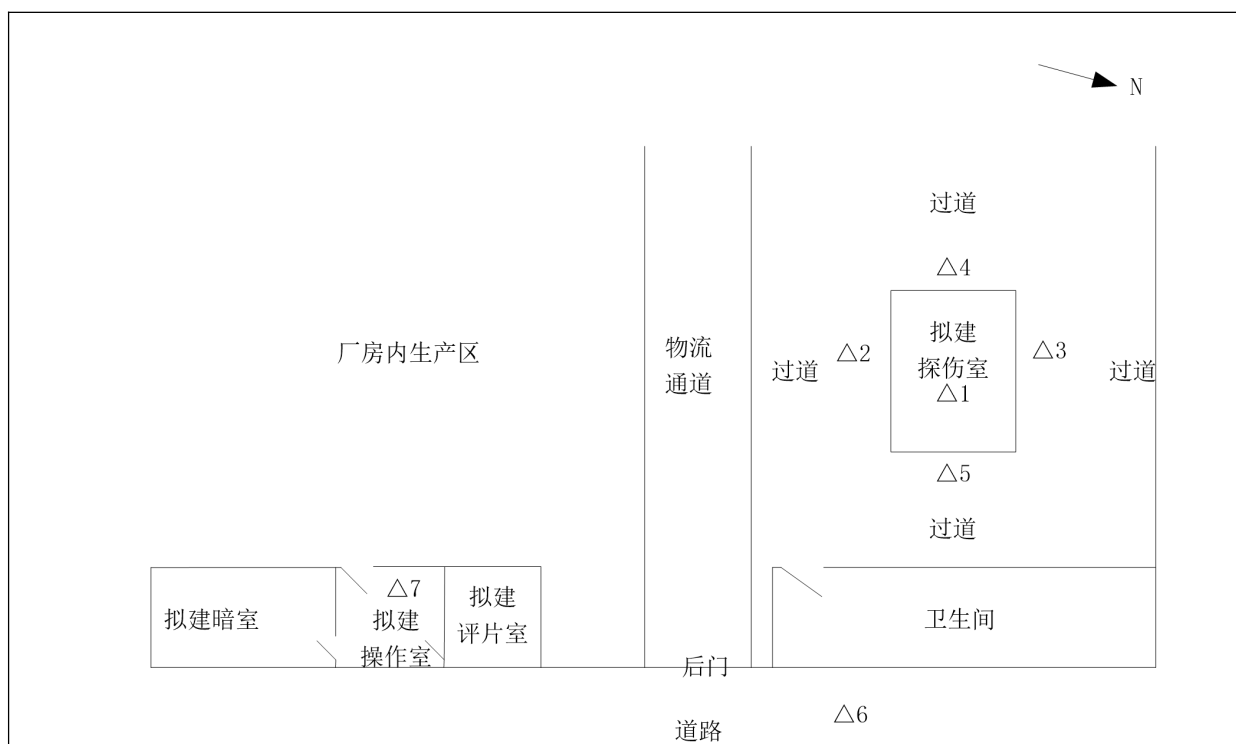 N
过道
△4
厂房内生产区
物流
通道
过道
△2
拟建
探伤室
△1
△3
过道
△5
过道
拟建暗室
△7
拟建
操作室
拟建
评片室
卫生间
后门
道路
△6